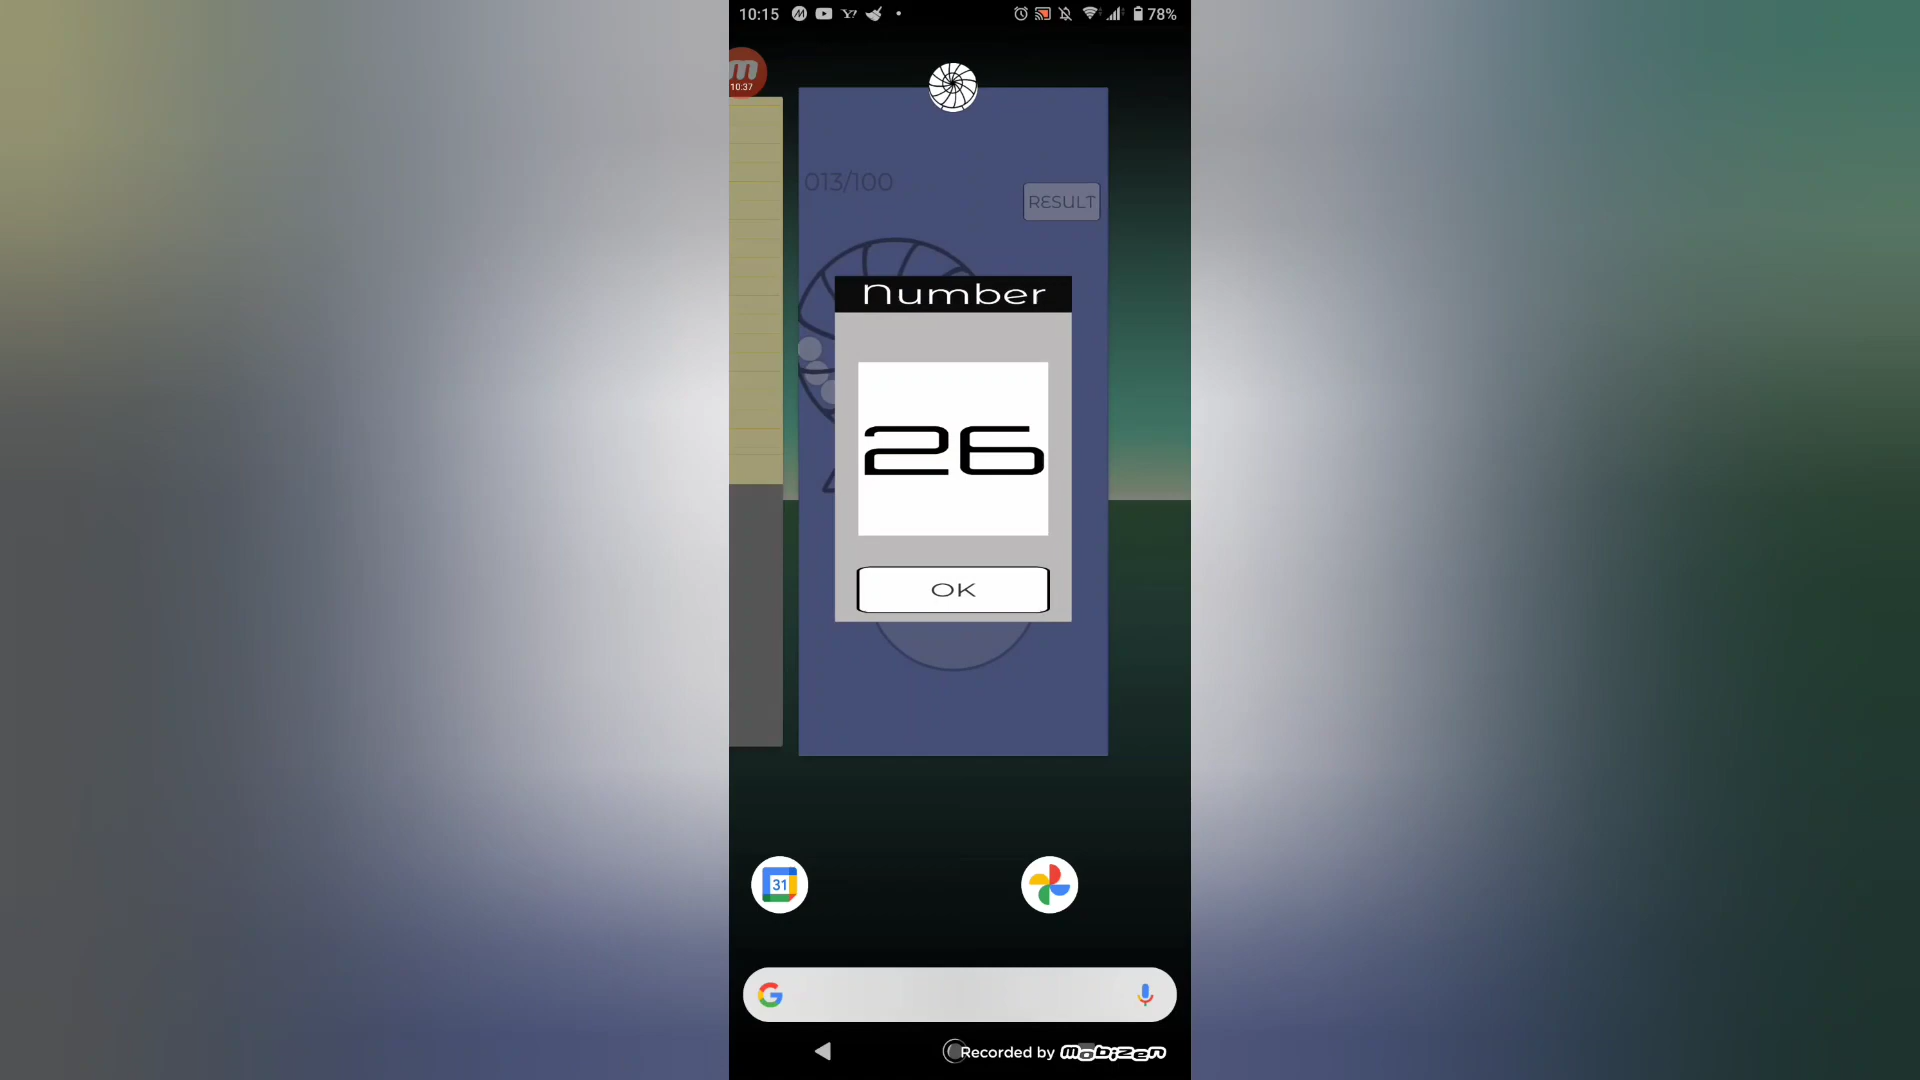 10:15 78%
m
10:37
013/100
RESULT
Number
26
OK
31
Recorded by mobizen